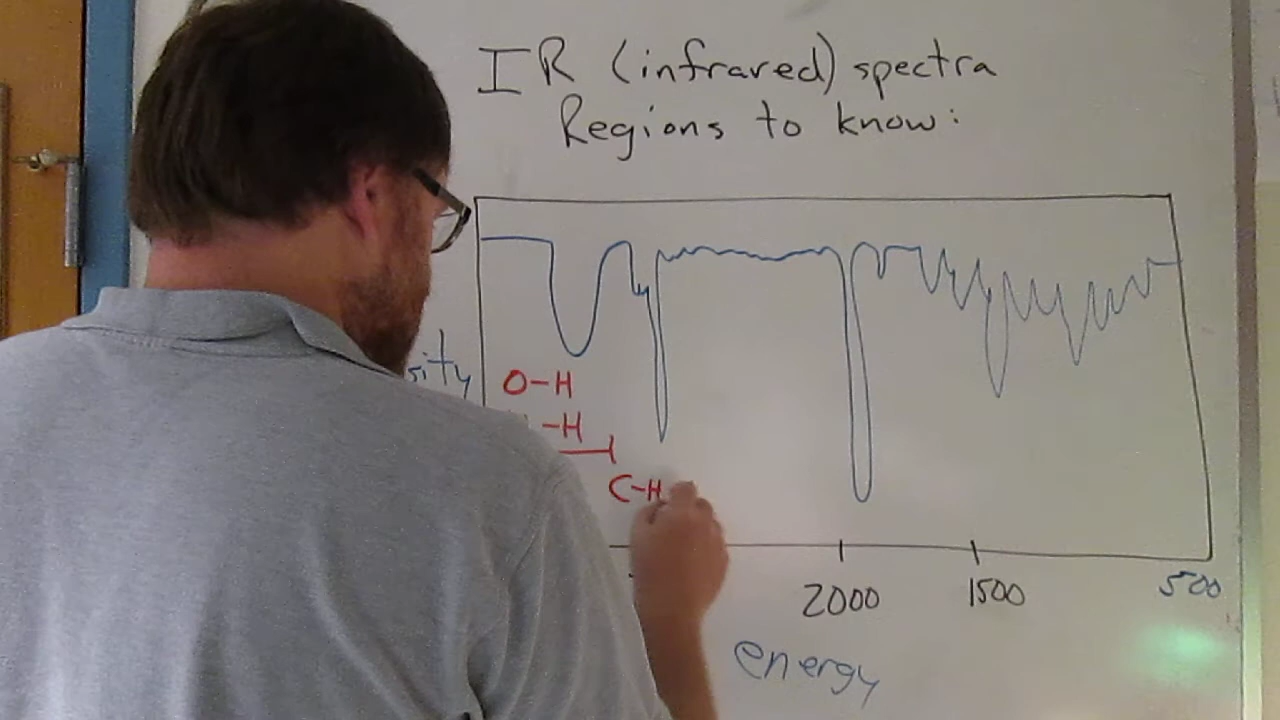 IR (infrared) spectra
Regions to know:
O-H
-H
C-H
2000 1500 500
energy